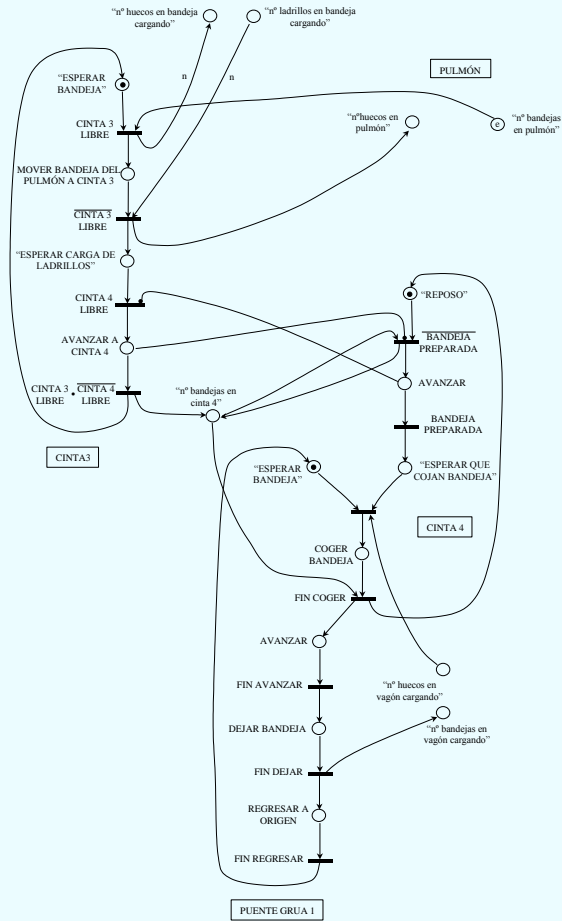 “nº huecos en bandeja
cargando”
“nº ladrillos en bandeja
cargando”
n
n
PULMÓN
“ESPERAR
BANDEJA”
“nºhuecos en
pulmón”
e
“nº bandejas
en pulmón”
CINTA 3
LIBRE
MOVER BANDEJA DEL
PULMÓN A CINTA 3
CINTA 3
LIBRE
“ESPERAR CARGA DE
LADRILLOS”
“REPOSO”
CINTA 4
LIBRE
BANDEJA
PREPARADA
AVANZAR A
CINTA 4
AVANZAR
CINTA 3 • CINTA 4
LIBRE LIBRE
“nº bandejas en
cinta 4”
BANDEJA
PREPARADA
CINTA3
“ESPERAR
BANDEJA”
“ESPERAR QUE
COJAN BANDEJA”
CINTA 4
COGER
BANDEJA
FIN COGER
AVANZAR
“nº huecos en
vagón cargando”
FIN AVANZAR
DEJAR BANDEJA
“nº bandejas en
vagón cargando”
FIN DEJAR
REGRESAR A
ORIGEN
FIN REGRESAR
PUENTE GRUA 1